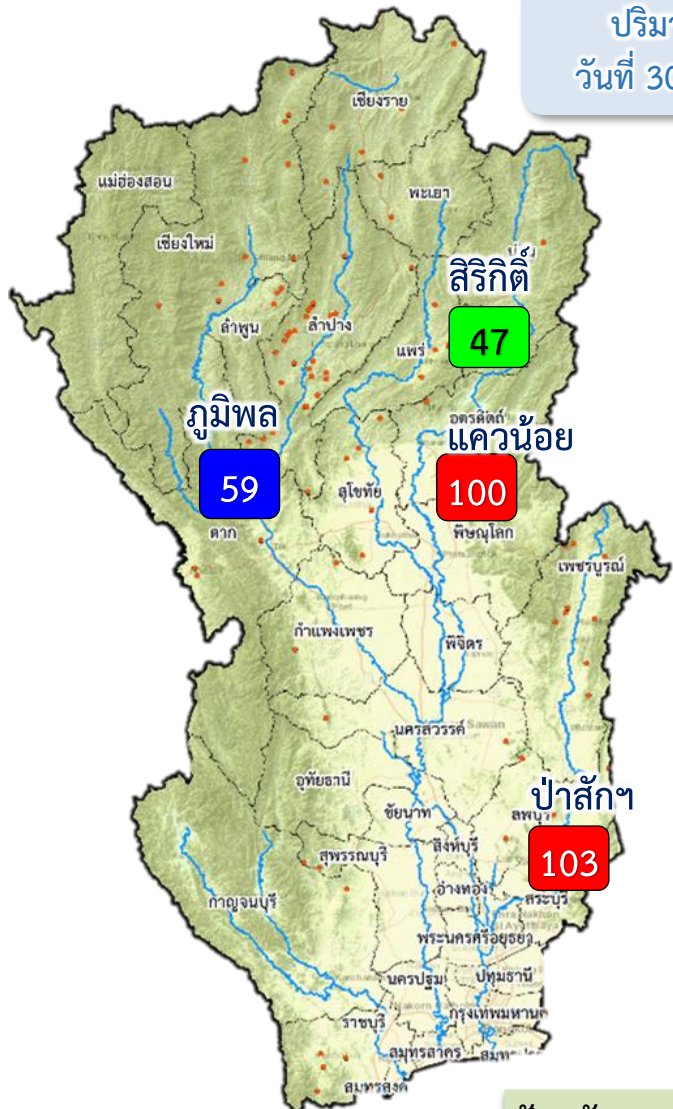 วันที่ 30
เชียงราย
แม่ฮ่องสอน
พะเยา
เชียงใหม่
สิริกิติ์
47
ลำพูน
ลำปาง
แพร่
ภูมิพล
59
อุตรดิตถ์
แควน้อย
100
สุโขทัย
ตาก
พิษณุโลก
เพชรบูรณ์
กำแพงเพชร
พิจิตร
นครสวรรค์
Sawan
อุทัยธานี
ป่าสักฯ
103
ชัยนาท
ลพบุรี
สิงห์บุรี
สุพรรณบุรี
อ่างทอง
สระบุรี
กาญจนบุรี
พระนครศรีอยุธยา
นครปฐม
ปทุมธานี
กรุงเทพมหานค
ราชบุรี
สมุทรสาคร
สมุทรสงค